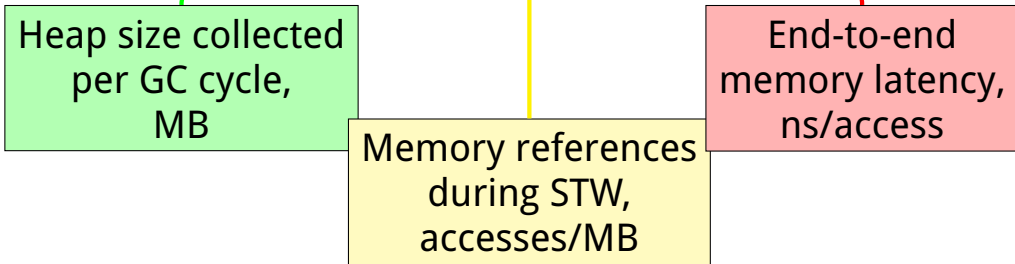 Heap size collected
per GC cycle,
MB
Memory references
during STW,
accesses/MB
End-to-end
memory latency,
ns/access